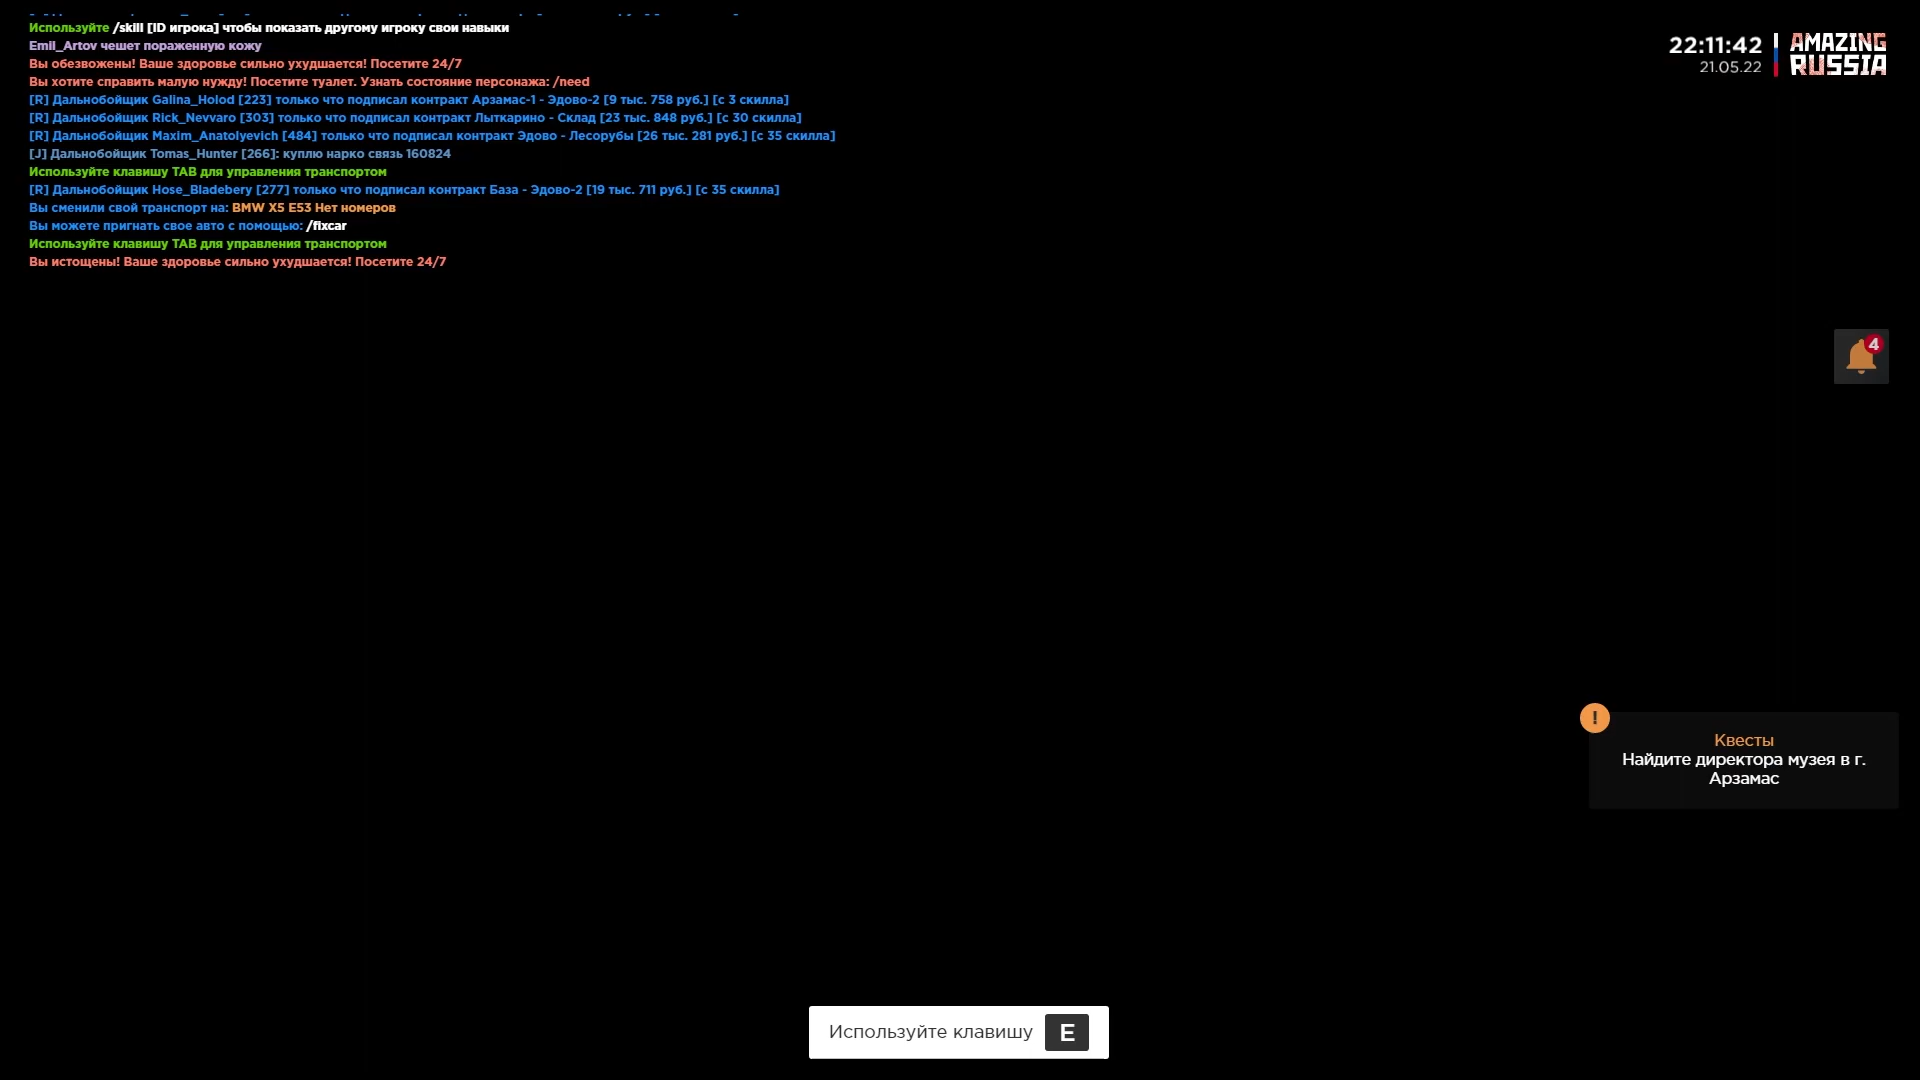 Используйте /skill [ID игрока] чтобы показать другому игроку свои навыки
Emil_Artov чешет пораженную кожу
Вы обезвожены! Ваше здоровье сильно ухудшается! Посетите 24/7
Вы хотите справить малую нужду! Посетите туалет. Узнать состояние персонажа: /need
[R] Дальнобойщик Galina_Holod [223] только что подписал контракт Арзамас-1 - Эдово-2 [9 тыс. 758 руб.] [с 3 скилла]
[R] Дальнобойщик Rick_Nevvaro [303] только что подписал контракт Лыткарино - Склад [23 тыс. 848 руб.] [с 30 скилла]
[R] Дальнобойщик Maxim_Anatolyevich [484] только что подписал контракт Эдово - Лесорубы [26 тыс. 281 руб.] [с 35 скилла]
[J] Дальнобойщик Tomas_Hunter [266]: куплю нарко связь 160824
Используйте клавишу TAB для управления транспортом
[R] Дальнобойщик Hose_Bladebery [277] только что подписал контракт База - Эдово-2 [19 тыс. 711 руб.] [с 35 скилла]
Вы сменили свой транспорт на: BMW X5 E53 Нет номеров
Вы можете пригнать свое авто с помощью: /fixcar
Используйте клавишу TAB для управления транспортом
Вы истощены! Ваше здоровье сильно ухудшается! Посетите 24/7
22:11:42
21.05.22
AMAZING
RUSSIA
4
!
Квесты
Найдите директора музея в г.
Арзамас
Используйте клавишу E